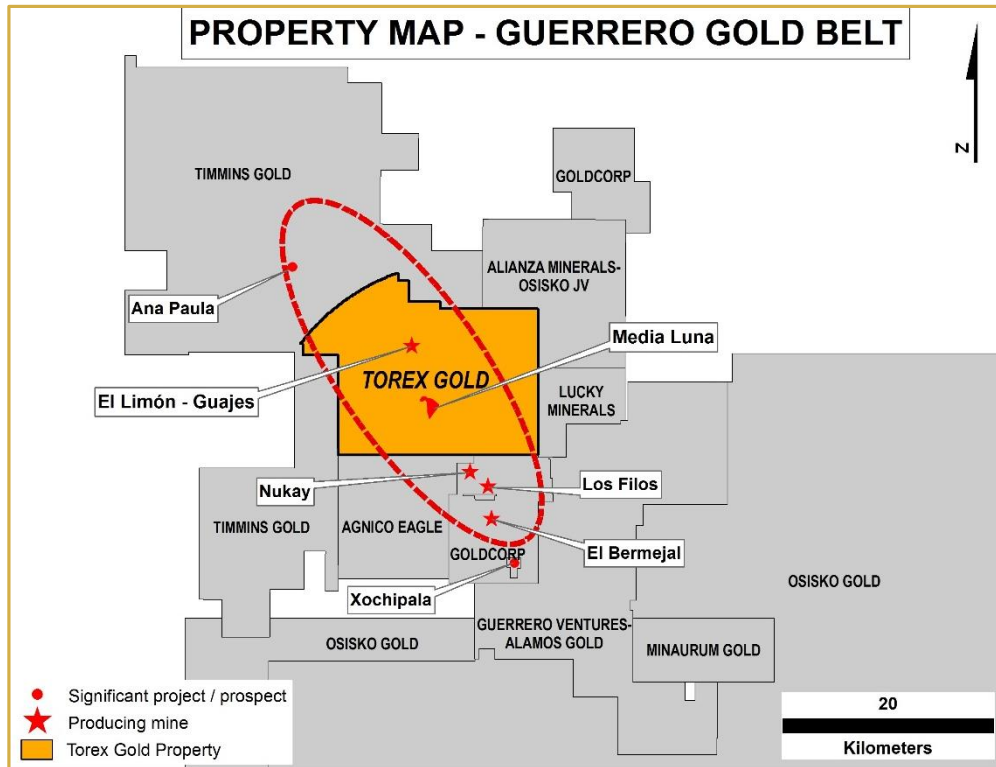 PROPERTY MAP - GUERRERO GOLD BELT
N
TIMMINS GOLD
GOLDCORP
ALIANZA MINERALS-
OSISKO JV
Ana Paula
Media Luna
TOREX GOLD
El Limón - Guajes
LUCKY
MINERALS
Nukay
Los Filos
TIMMINS GOLD
AGNICO EAGLE
El Bermejal
GOLDCORP
Xochipala
OSISKO GOLD
GUERRERO VENTURES-
ALAMOS GOLD
OSISKO GOLD
MINAURUM GOLD
Significant project / prospect
Producing mine
Torex Gold Property
20
Kilometers